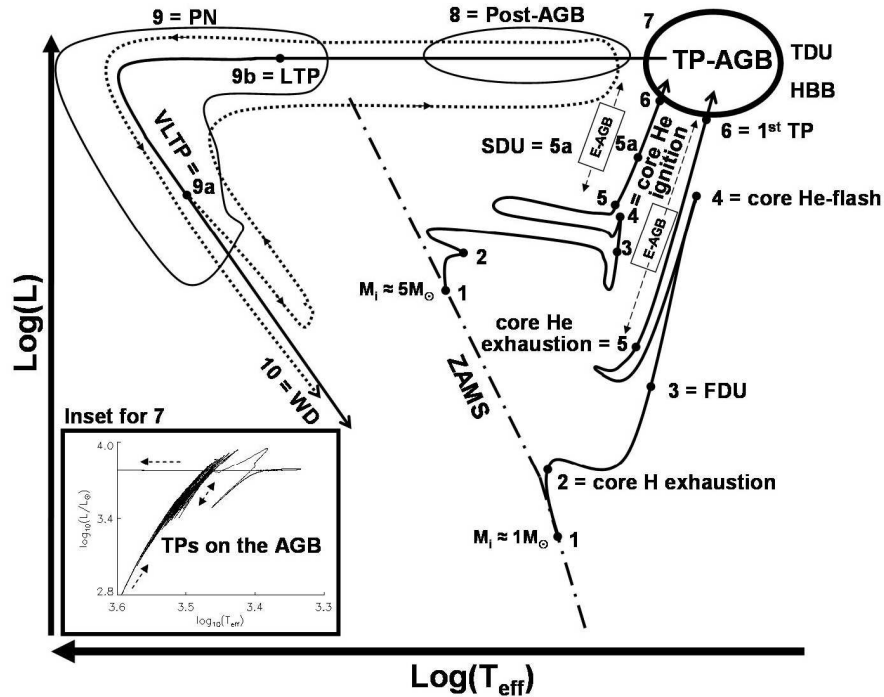 9 = PN
8 = Post-AGB
7
TP-AGB
TDU
HBB
9b = LTP
6
6 = 1st TP
SDU = 5a
E-AGB
5a
= core He
ignition
VLTP =
9a
5
4
4 = core He-flash
E-AGB
3
2
Mi ≈ 5M☉
1
core He
exhaustion = 5
ZAMS
10 = WD
3 = FDU
Log(L)
Inset for 7
4.0
3.4
2.8
log10(L/L☉)
TPs on the AGB
3.6
3.5
3.4
3.3
log10(Teff)
2 = core H exhaustion
Mi ≈ 1M☉
1
Log(Teff)